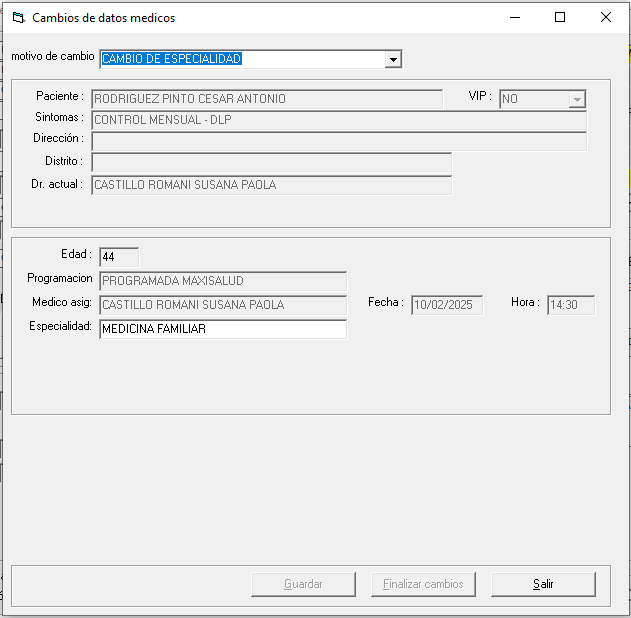 Cambios de datos medicos
motivo de cambio CAMBIO DE ESPECIALIDAD
Paciente : RODRIGUEZ PINTO CESAR ANTONIO VIP : NO
Sintomas : CONTROL MENSUAL - DLP
Dirección :
Distrito :
Dr. actual : CASTILLO ROMANI SUSANA PAOLA
Edad : 44
Programacion PROGRAMADA MAXISALUD
Medico asig: CASTILLO ROMANI SUSANA PAOLA Fecha : 10/02/2025 Hora : 14:30
Especialidad: MEDICINA FAMILIAR
Guardar Finalizar cambios Salir